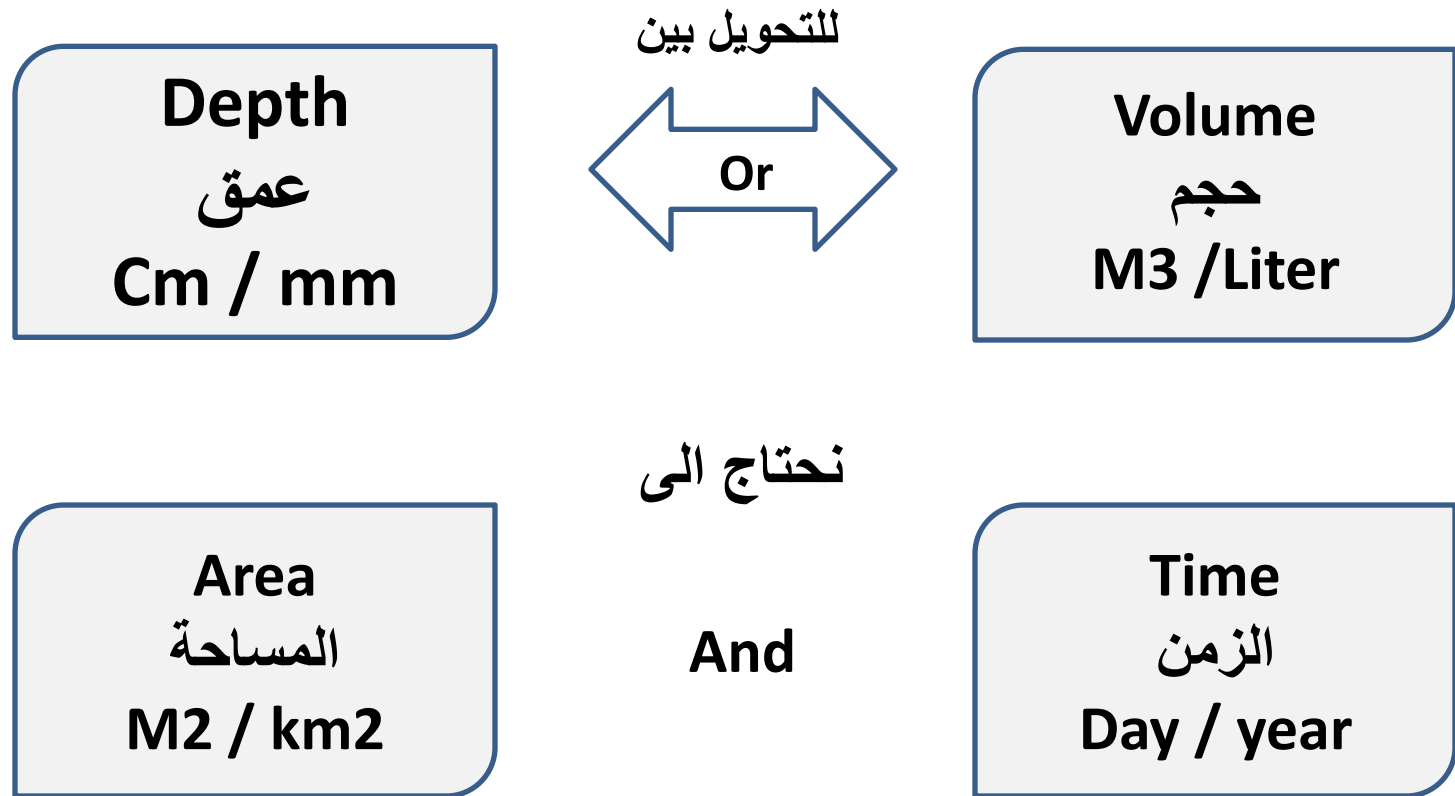 للتحويل بين
Depth
عمق
Cm / mm
Or
Volume
حجم
M3 /Liter
نحتاج الى
Area
المساحة
M2 / km2
And
Time
الزمن
Day / year